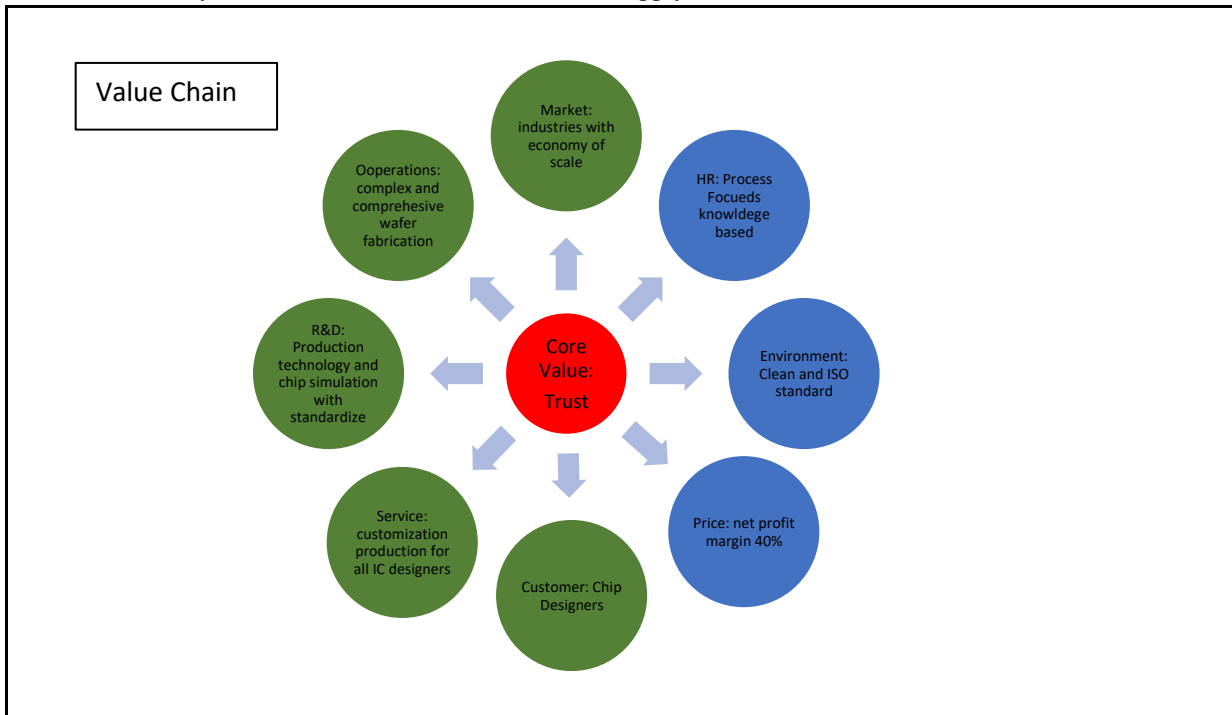 Value Chain
Market:
industries with
economy of
scale
HR: Process
Focueds
knowldege
based
Environment:
Clean and ISO
standard
Price: net profit
margin 40%
Customer: Chip
Designers
Service:
customization
production for
all IC designers
R&D:
Production
technology and
chip simulation
with
standardize
Ooperations:
complex and
comprehesive
wafer
fabrication
Core
Value:
Trust